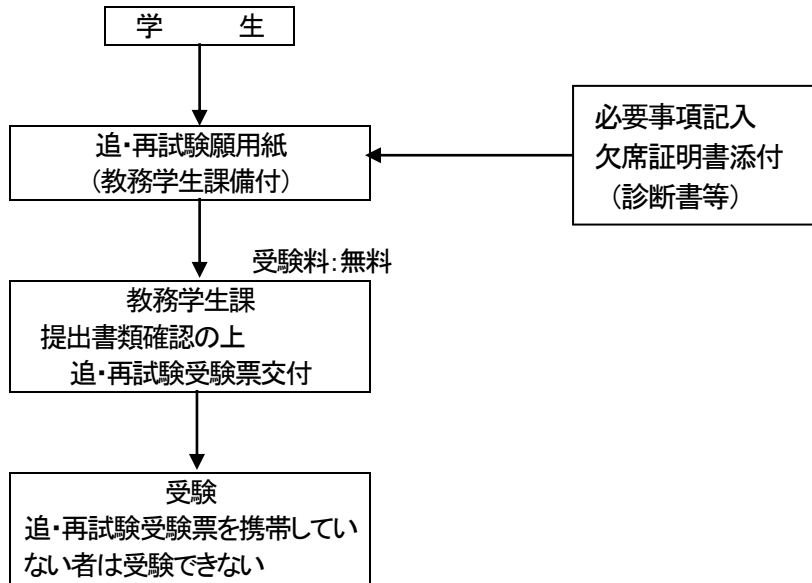 学　　　生
追・再試験願用紙
（教務学生課備付）
必要事項記入
欠席証明書添付
（診断書等）
受験料：無料
教務学生課
提出書類確認の上
追・再試験受験票交付
受験
追・再試験受験票を携帯してい
ない者は受験できない